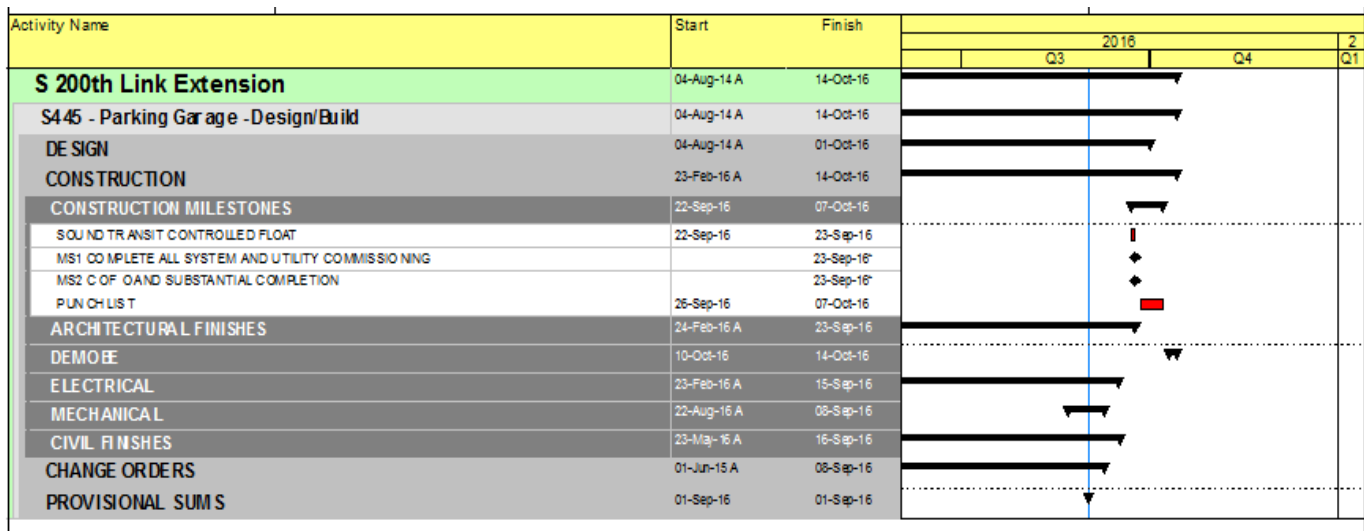 Activity Name Start Finish
2016 2
Q3 Q4 Q1
S 200th Link Extension 04-Aug-14 A 14-Oct-16
S445 - Parking Garage -Design/Build 04-Aug-14 A 14-Oct-16
DESIGN 04-Aug-14 A 01-Oct-16
CONSTRUCTION 23-Feb-16 A 14-Oct-16
CONSTRUCTION MILESTONES 22-Sep-16 07-Oct-16
SOUND TRANSIT CONTROLLED FLOAT 22-Sep-16 23-Sep-16
MS1 COMPLETE ALL SYSTEM AND UTILITY COMMISSIONING 23-Sep-16*
MS2 C OF O AND SUBSTANTIAL COMPLETION 23-Sep-16*
PUNCHLIST 26-Sep-16 07-Oct-16
ARCHITECTURAL FINISHES 24-Feb-16 A 23-Sep-16
DEMOBE 10-Oct-16 14-Oct-16
ELECTRICAL 23-Feb-16 A 15-Sep-16
MECHANICAL 22-Aug-16 A 08-Sep-16
CIVIL FINISHES 23-May-16 A 16-Sep-16
CHANGE ORDERS 01-Jun-15 A 08-Sep-16
PROVISIONAL SUMS 01-Sep-16 01-Sep-16